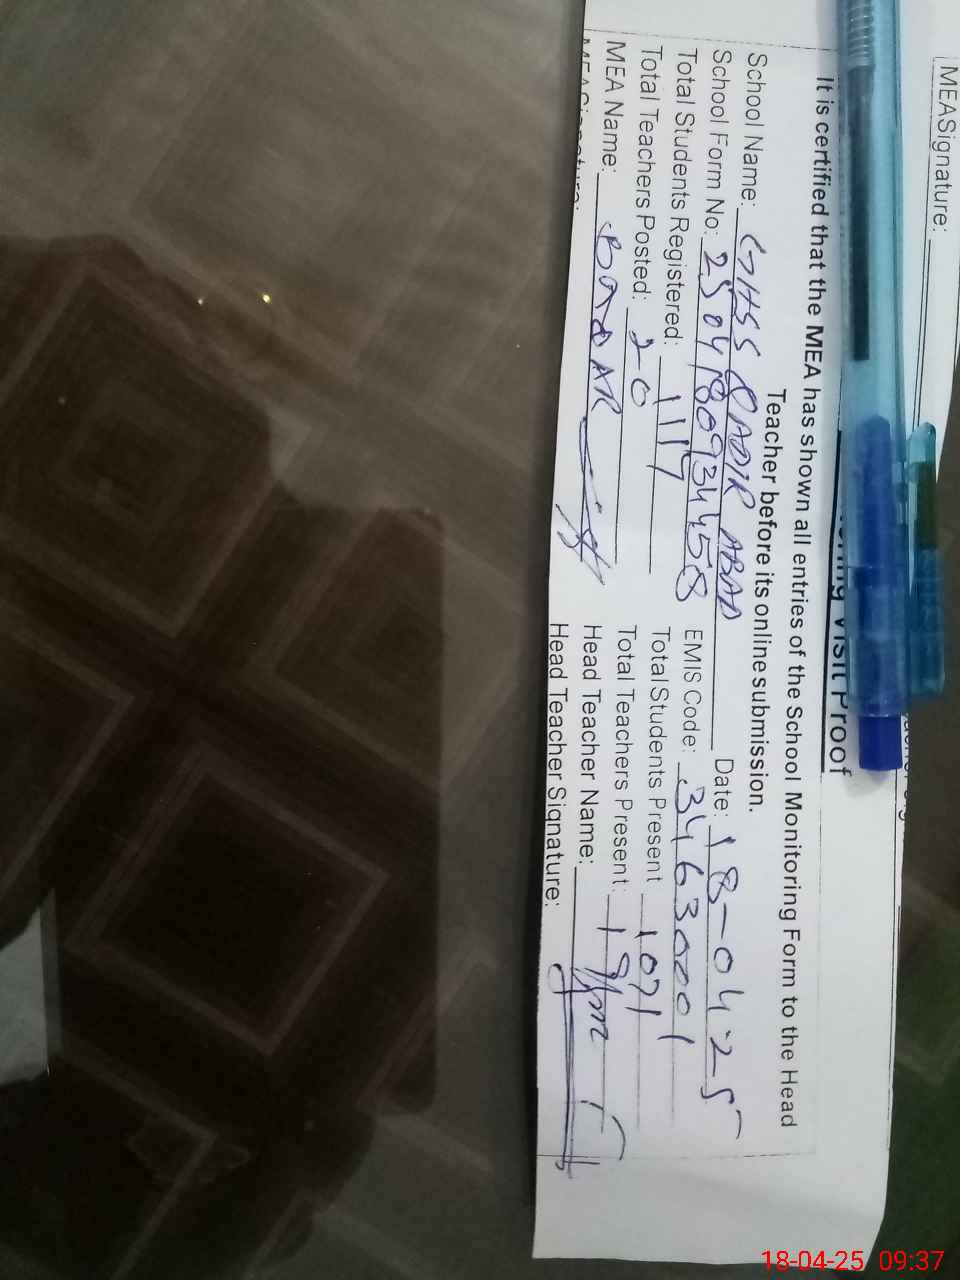 MEASignature:
Visit Proof
It is certified that the MEA has shown all entries of the School Monitoring Form to the Head
Teacher before its online submission.
School Name: GHSS QADIR ABAD Date: 18-04-25
School Form No: 2504180934458 EMIS Code: 34630001
Total Students Registered: 1117 Total Students Present 1071
Total Teachers Posted: 20 Total Teachers Present: 19
MEA Name: Head Teacher Name:
MEASignature: Head Teacher Signature:
18-04-25 09:37